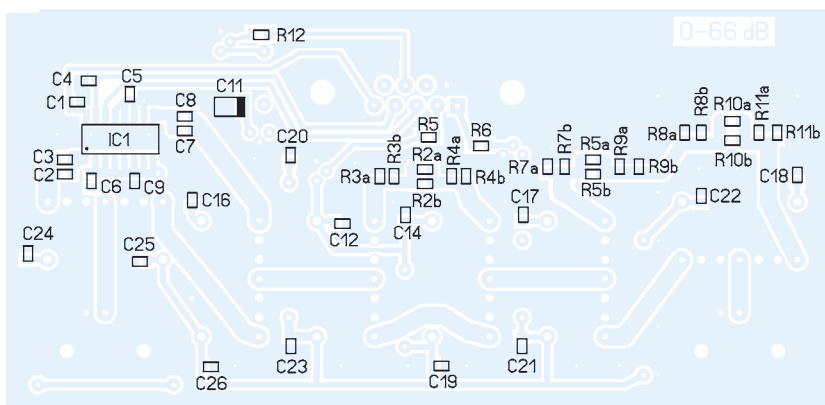 0-66 dB
R12
C4
C5
C11
C1
C8
IC1
C7
C3
C2
C6
C9
C16
C20
R5
R6
R3b
R2a
R4a
R3a
R4b
R2b
C12
C14
C17
R7b
R5a
R9a
R7a
R9b
R5b
R8b
R10a
R11a
R8a
R11b
R10b
C18
C22
C24
C25
C23
C26
C19
C21